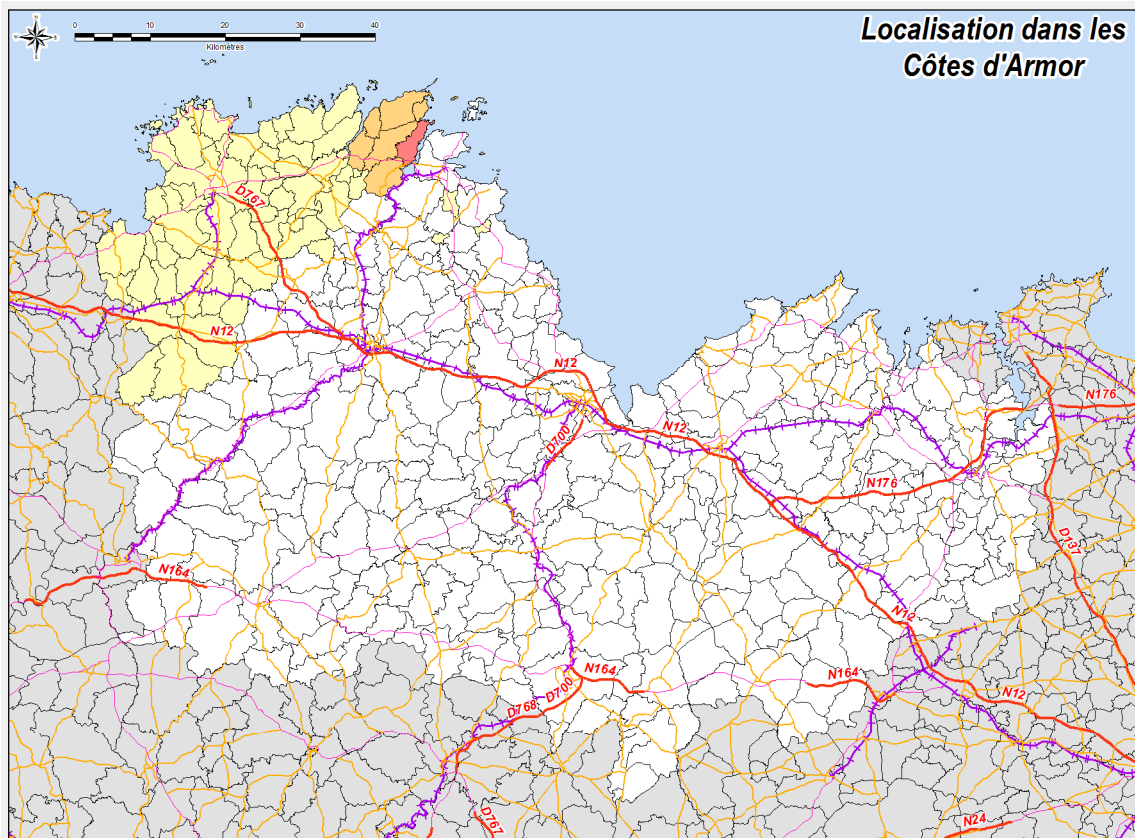 0 10 20 30 40
Kilomètres
Localisation dans les
Côtes d'Armor
D767
N12
N12
N176
D700
N12
N176
D137
N164
N12
N164
N164
D768
D700
N12
D767
N24